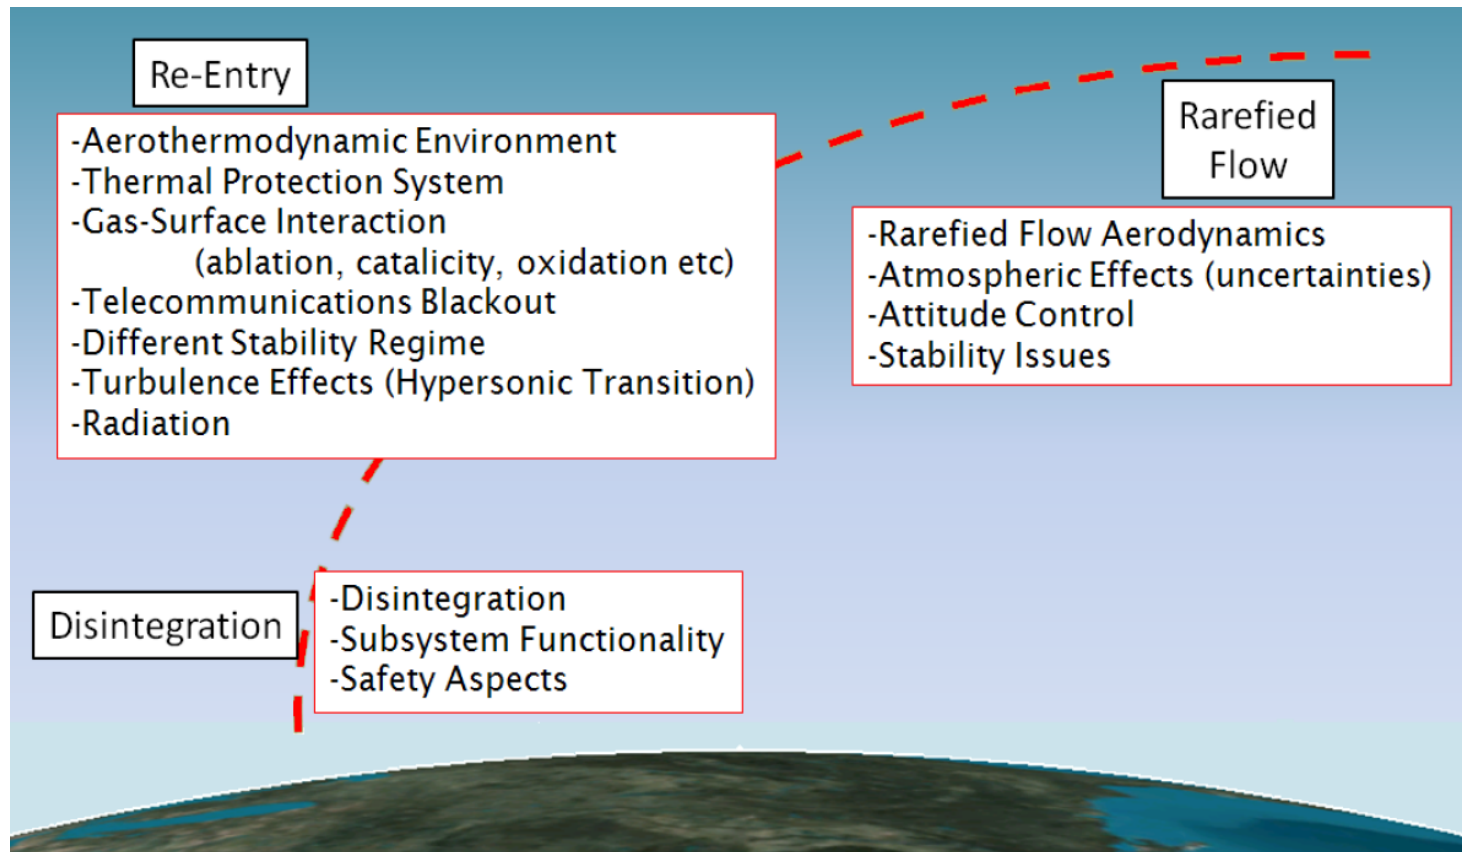 Re-Entry
-Aerothermodynamic Environment
-Thermal Protection System
-Gas-Surface Interaction
(ablation, catalicity, oxidation etc)
-Telecommunications Blackout
-Different Stability Regime
-Turbulence Effects (Hypersonic Transition)
-Radiation
Rarefied
Flow
-Rarefied Flow Aerodynamics
-Atmospheric Effects (uncertainties)
-Attitude Control
-Stability Issues
Disintegration
-Disintegration
-Subsystem Functionality
-Safety Aspects